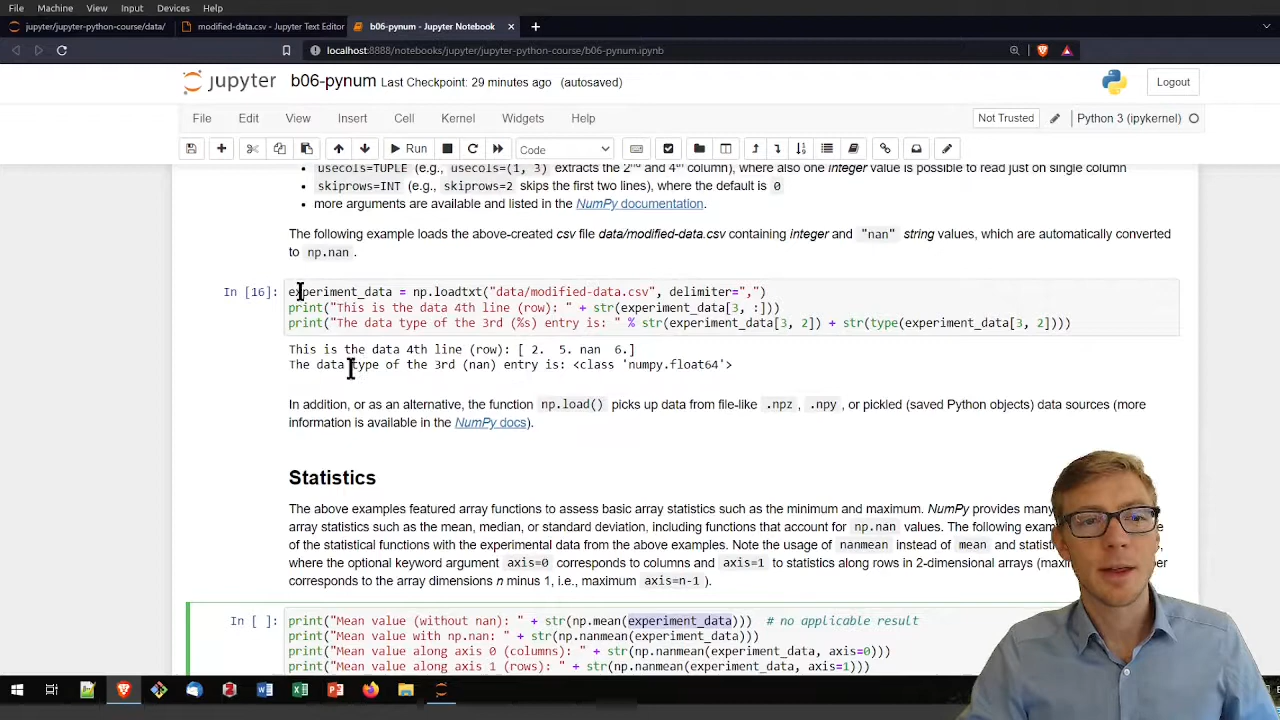 File Machine View Input Devices Help
jupyter/jupyter-python-course/data/
modified-data.csv - Jupyter Text Editor
b06-pynum - Jupyter Notebook
localhost:8888/notebooks/jupyter/jupyter-python-course/b06-pynum.ipynb
jupyter b06-pynum Last Checkpoint: 29 minutes ago (autosaved)
Logout
File Edit View Insert Cell Kernel Widgets Help
Not Trusted Python 3 (ipykernel)
Run Code
usecols=TUPLE (e.g., usecols=(1, 3) extracts the 2nd and 4th column), where also one integer value is possible to read just on single column
skiprows=INT (e.g., skiprows=2 skips the first two lines), where the default is 0
more arguments are available and listed in the NumPy documentation.
The following example loads the above-created csv file data/modified-data.csv containing integer and "nan" string values, which are automatically converted
to np.nan.
In [16]: experiment_data = np.loadtxt("data/modified-data.csv", delimiter=",")
print("This is the data 4th line (row): " + str(experiment_data[3, :]))
print("The data type of the 3rd (%s) entry is: " % str(experiment_data[3, 2]) + str(type(experiment_data[3, 2])))
This is the data 4th line (row): [ 2. 5. nan 6.]
The data type of the 3rd (nan) entry is: <class 'numpy.float64'>
In addition, or as an alternative, the function np.load() picks up data from file-like .npz, .npy, or pickled (saved Python objects) data sources (more
information is available in the NumPy docs).
Statistics
The above examples featured array functions to assess basic array statistics such as the minimum and maximum. NumPy provides many
array statistics such as the mean, median, or standard deviation, including functions that account for np.nan values. The following
of the statistical functions with the experimental data from the above examples. Note the usage of nanmean instead of mean and
where the optional keyword argument axis=0 corresponds to columns and axis=1 to statistics along rows in 2-dimensional arrays
corresponds to the array dimensions n minus 1, i.e., maximum axis=n-1).
In [ ]: print("Mean value (without nan): " + str(np.mean(experiment_data))) # no applicable result
print("Mean value with np.nan: " + str(np.nanmean(experiment_data)))
print("Mean value along axis 0 (columns): " + str(np.nanmean(experiment_data, axis=0)))
print("Mean value along axis 1 (rows): " + str(np.nanmean(experiment_data, axis=1)))